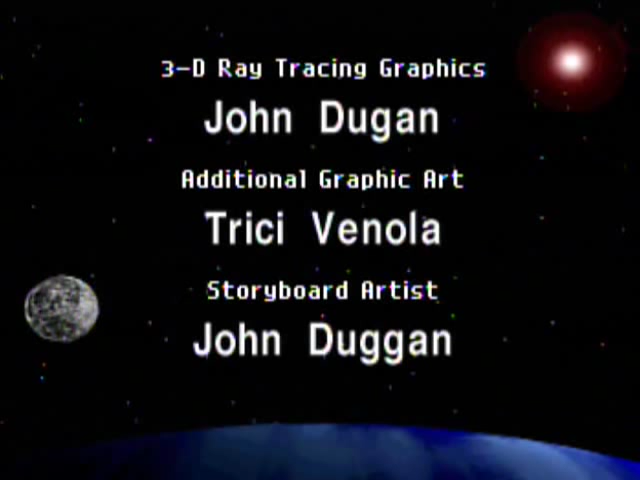 3-D Ray Tracing Graphics
John Dugan
Additional Graphic Art
Trici Venola
Storyboard Artist
John Duggan